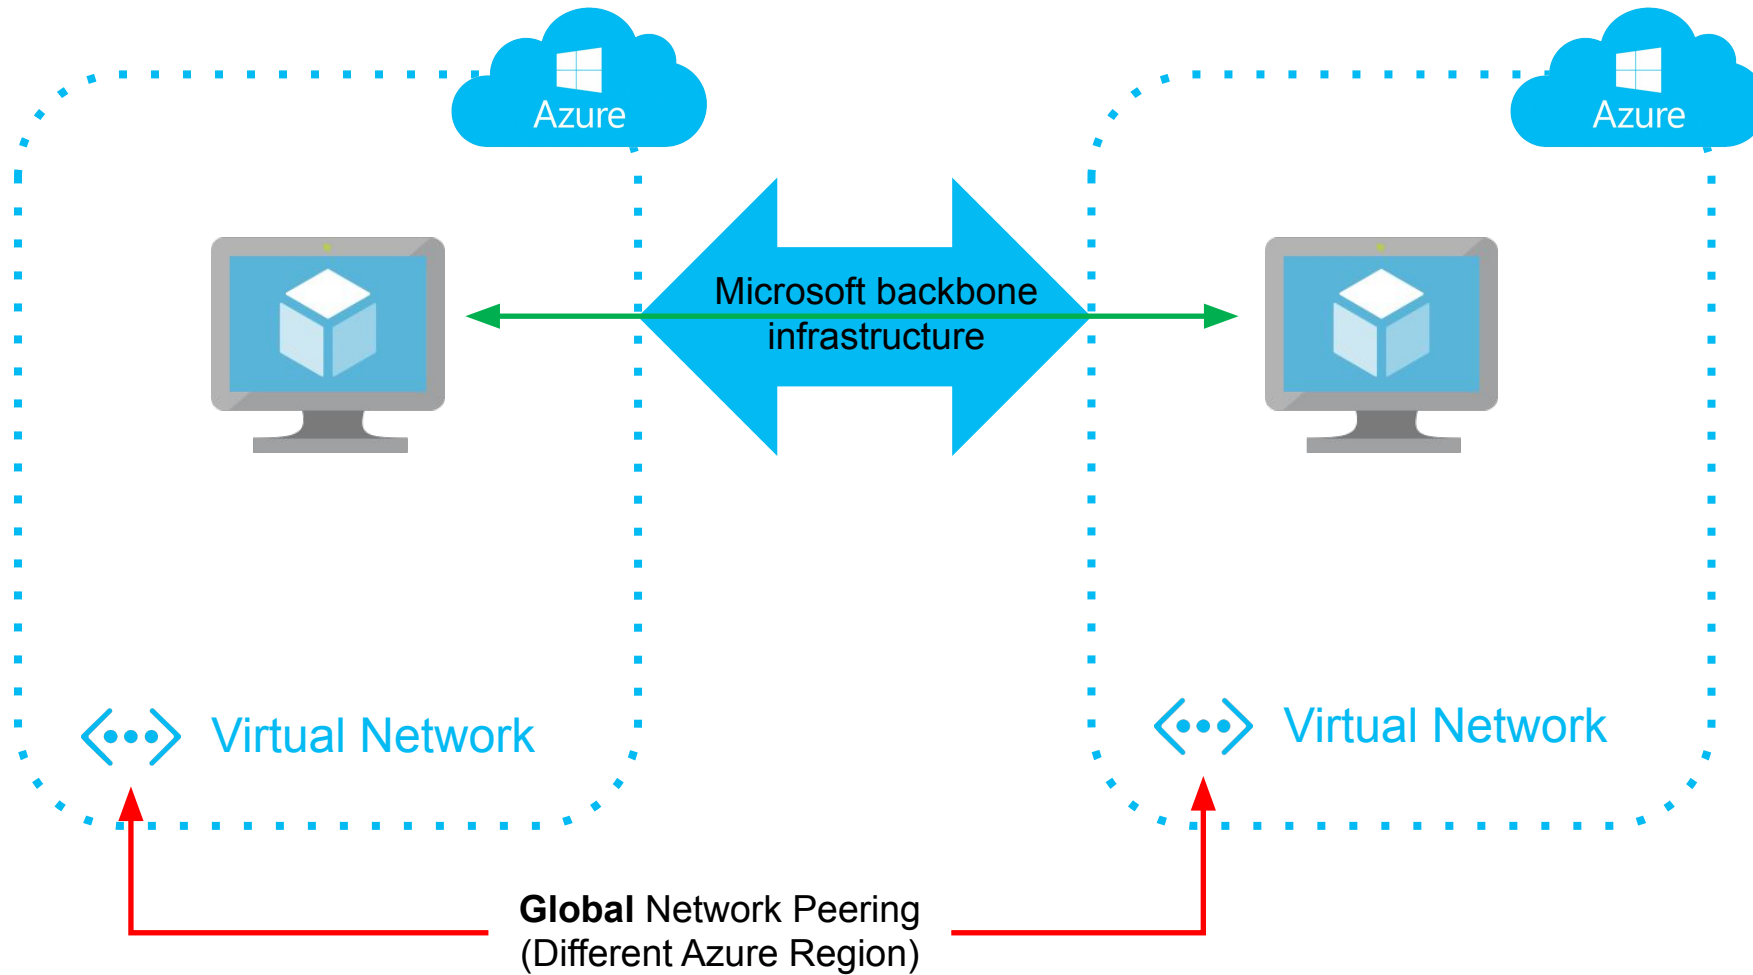 Azure
Azure
Microsoft backbone
infrastructure
Virtual Network
Virtual Network
Global Network Peering
(Different Azure Region)